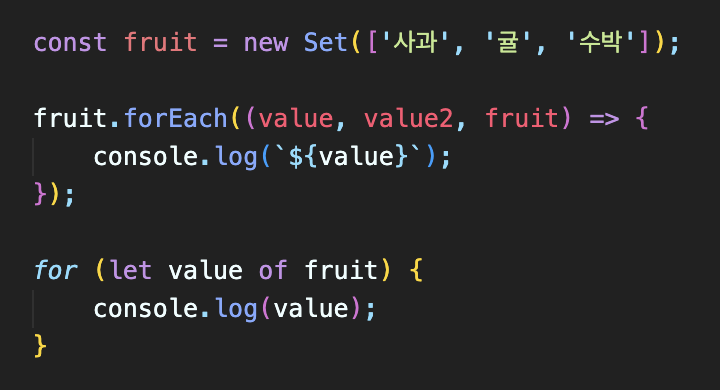 const fruit = new Set(['사과', '귤', '수박']);
fruit.forEach((value, value2, fruit) => {
    console.log(`${value}`);
});
for (let value of fruit) {
    console.log(value);
}